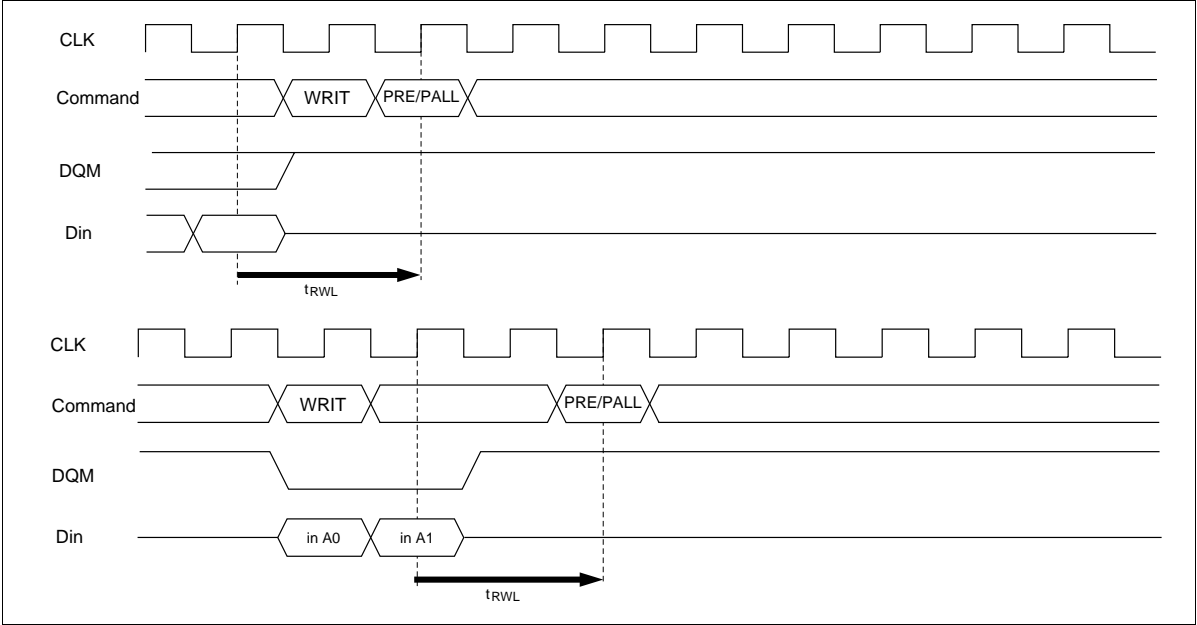 CLK
Command WRIT PRE/PALL
DQM
Din
tRWL
CLK
Command WRIT PRE/PALL
DQM
Din in A0 in A1
tRWL